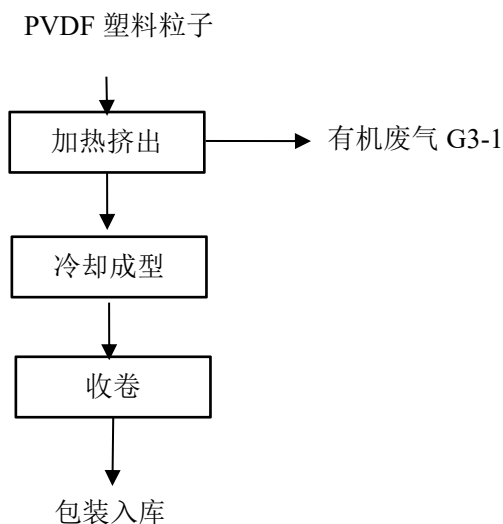 PVDF 塑料粒子
加热挤出
有机废气 G3-1
冷却成型
收卷
包装入库